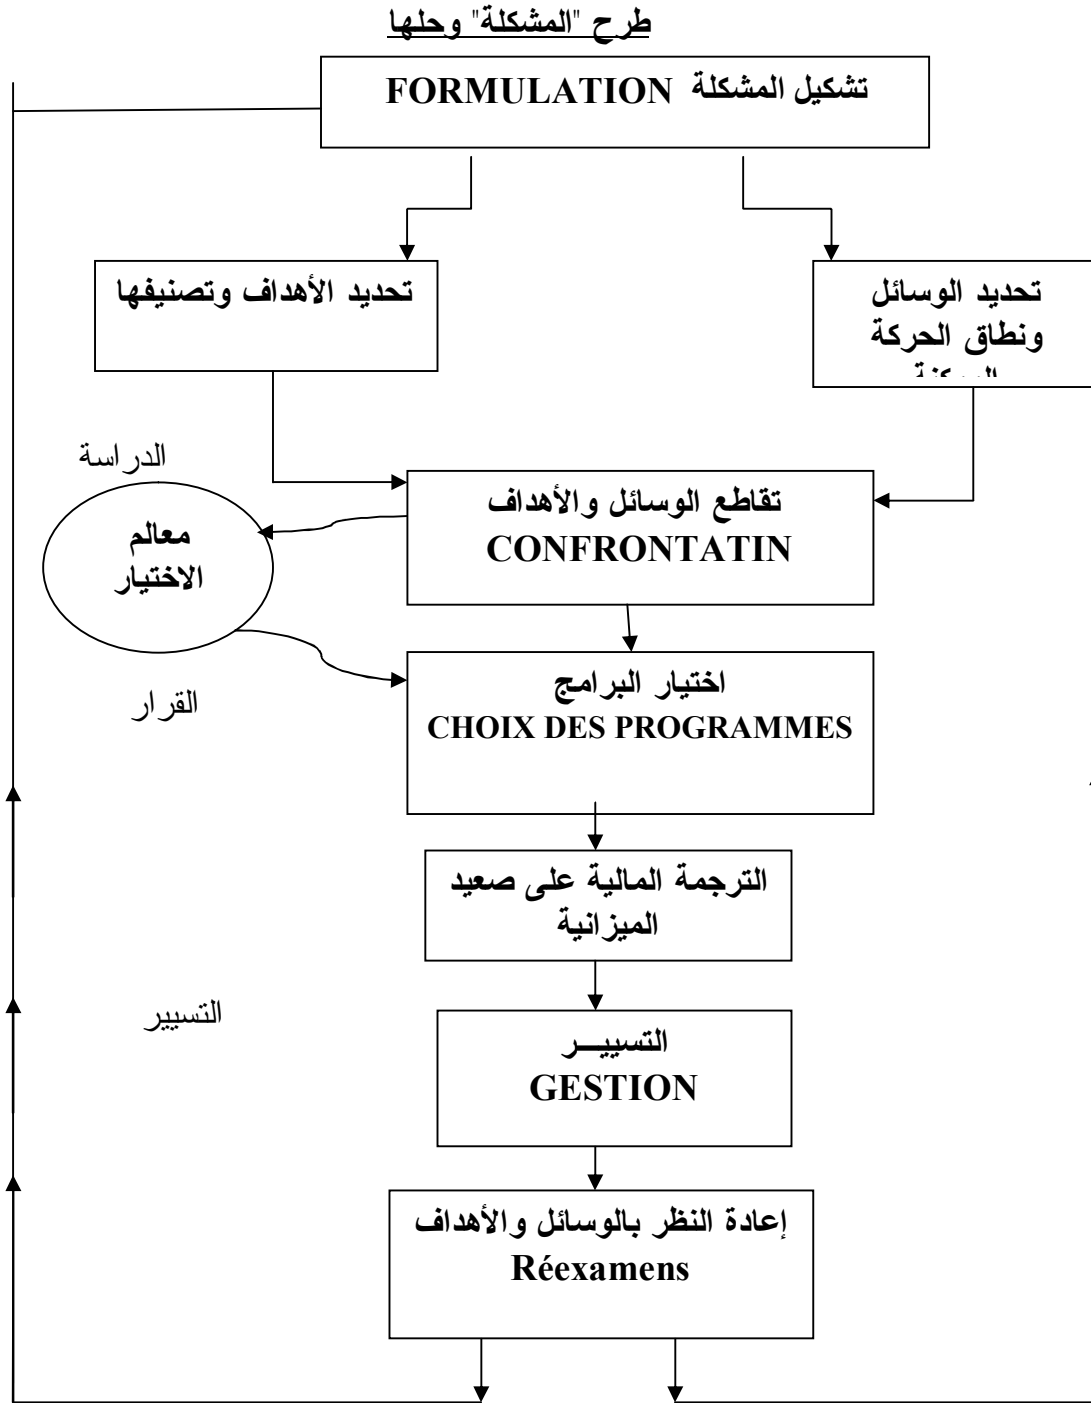 طرح "المشكلة" وحلها
تشكيل المشكلة FORMULATION
تحديد الأهداف وتصنيفها
تحديد الوسائل
ونطاق الحركة
الدراسة
معالم
الاختيار
تقاطع الوسائل والأهداف
CONFRONTATIN
القرار
اختيار البرامج
CHOIX DES PROGRAMMES
الترجمة المالية على صعيد
الميزانية
التسيير
التسييــر
GESTION
إعادة النظر بالوسائل والأهداف
Réexamens